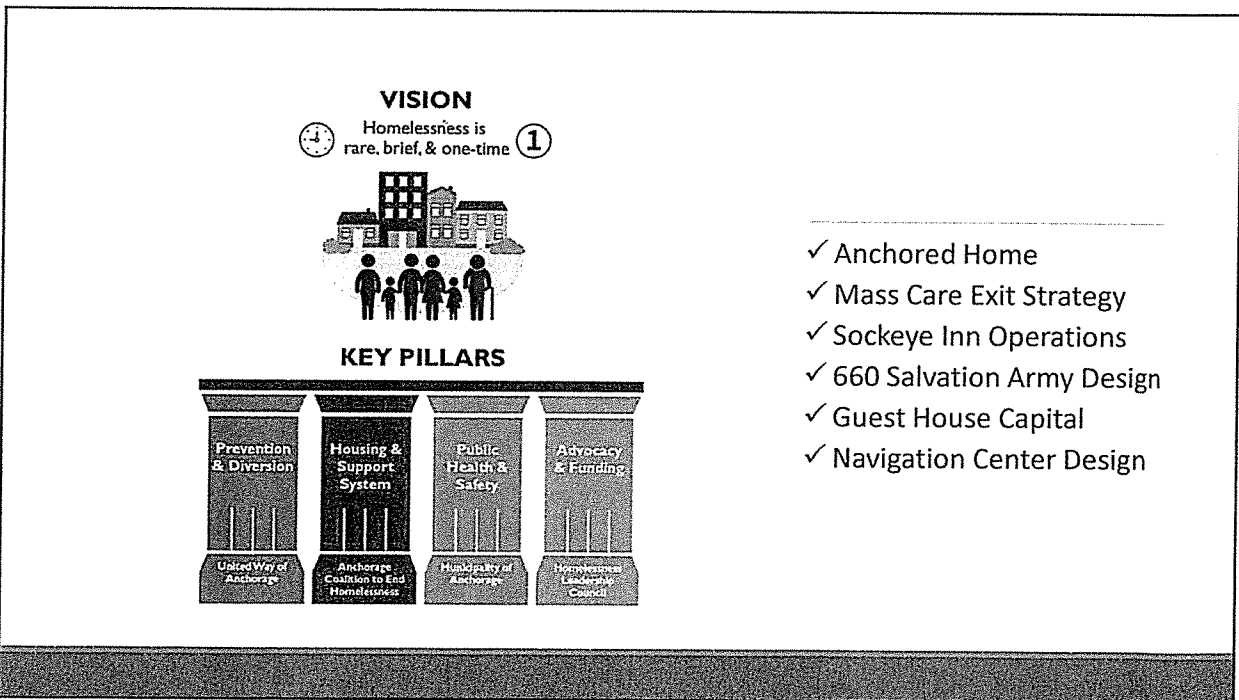 VISION
Homelessness is
rare, brief, & one-time
1
KEY PILLARS
Prevention
& Diversion
Housing &
Support
System
Public
Health &
Safety
Advocacy
& Funding
United Way of
Anchorage
Anchorage
Coalition to End
Homelessness
Municipality of
Anchorage
Homelessness
Leadership
Council
✓ Anchored Home
✓ Mass Care Exit Strategy
✓ Sockeye Inn Operations
✓ 660 Salvation Army Design
✓ Guest House Capital
✓ Navigation Center Design